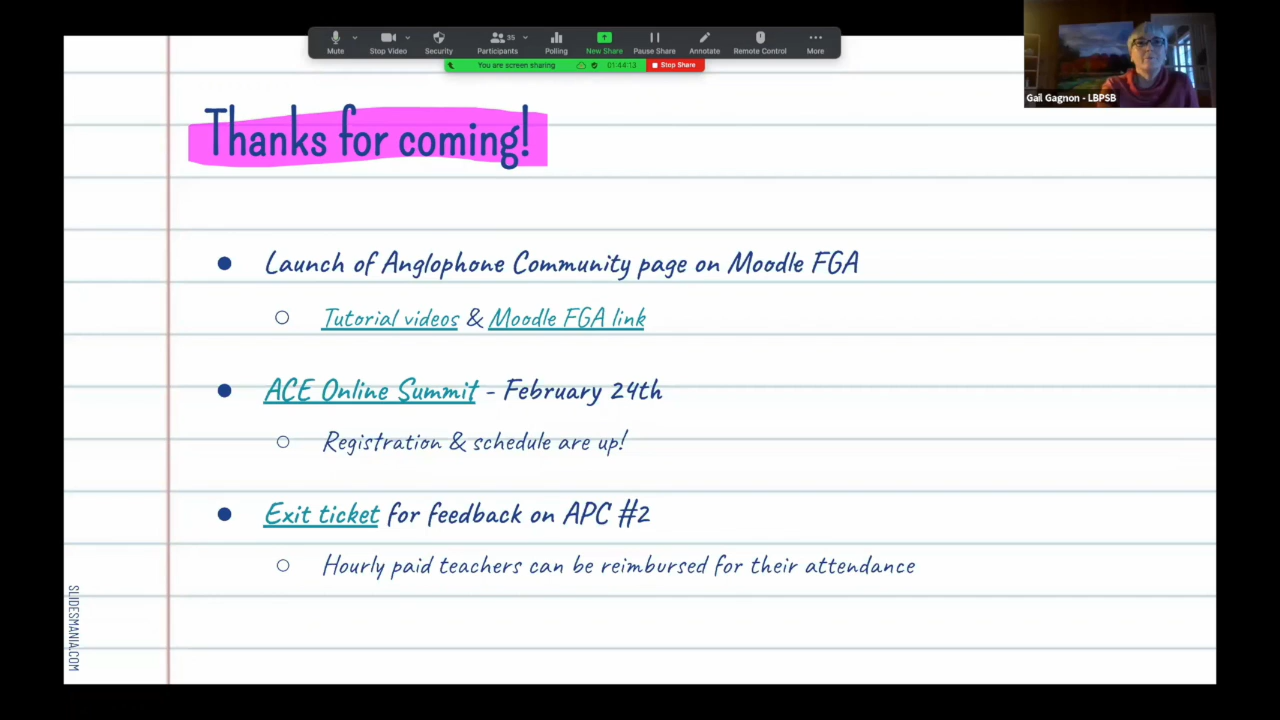 Mute
Stop Video
Security
Participants
35
Polling
New Share
Pause Share
Annotate
Remote Control
More
You are screen sharing
01:44:13
Stop Share
Gail Gagnon - LBPSB
Thanks for coming!
Launch of Anglophone Community page on Moodle FGA
Tutorial videos & Moodle FGA link
ACE Online Summit - February 24th
Registration & schedule are up!
Exit ticket for feedback on APC #2
Hourly paid teachers can be reimbursed for their attendance
SLIDESMANIA.COM